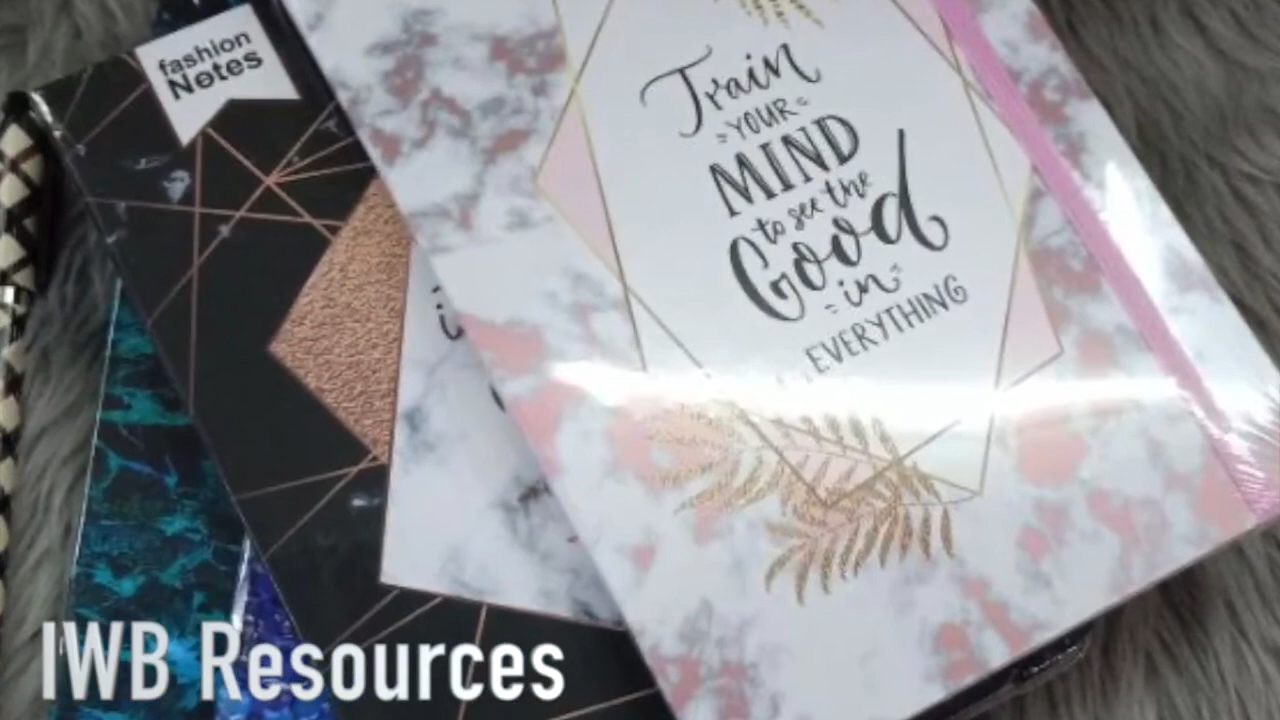 fashion
Notes
Train
YOUR
MIND
to see the
Good
in
EVERYTHING
IWB Resources